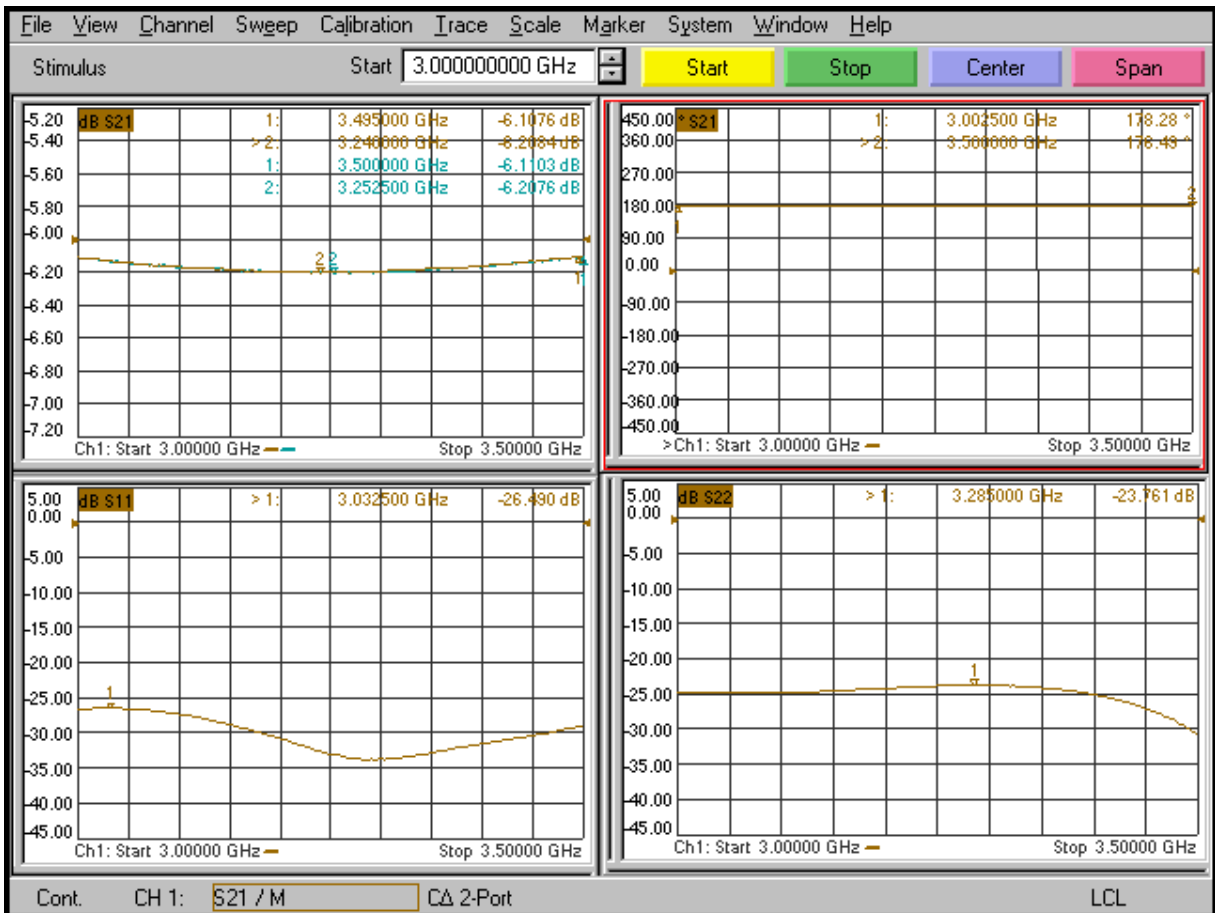 File View Channel Sweep Calibration Trace Scale Marker System Window Help
Stimulus Start 3.000000000 GHz Start Stop Center Span
dB S21
1: 3.495000 GHz -6.1076 dB
> 2: 3.240000 GHz -6.2084 dB
1: 3.500000 GHz -6.1103 dB
2: 3.252500 GHz -6.2076 dB
-5.20
-5.40
-5.60
-5.80
-6.00
-6.20
-6.40
-6.60
-6.80
-7.00
-7.20
2 2
1
Ch1: Start 3.00000 GHz Stop 3.50000 GHz
° S21
1: 3.002500 GHz 178.28 °
> 2: 3.500000 GHz 178.49 °
450.00
360.00
270.00
180.00
90.00
0.00
-90.00
-180.00
-270.00
-360.00
-450.00
2
1
>Ch1: Start 3.00000 GHz Stop 3.50000 GHz
dB S11
> 1: 3.032500 GHz -26.490 dB
5.00
0.00
-5.00
-10.00
-15.00
-20.00
-25.00
-30.00
-35.00
-40.00
-45.00
1
Ch1: Start 3.00000 GHz Stop 3.50000 GHz
dB S22
> 1: 3.285000 GHz -23.761 dB
5.00
0.00
-5.00
-10.00
-15.00
-20.00
-25.00
-30.00
-35.00
-40.00
-45.00
1
Ch1: Start 3.00000 GHz Stop 3.50000 GHz
Cont. CH 1: S21 / M CΔ 2-Port LCL